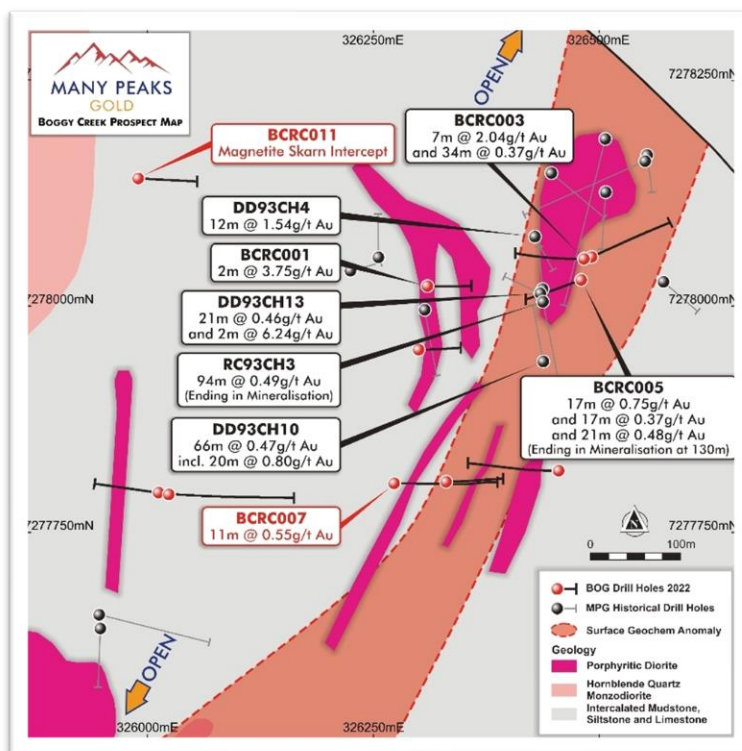 326250mE
326500mE
MANY PEAKS
GOLD
BOGGY CREEK PROSPECT MAP
OPEN
7278250mN
BCRC011
Magnetite Skarn Intercept
BCRC003
7m @ 2.04g/t Au
and 34m @ 0.37g/t Au
DD93CH4
12m @ 1.54g/t Au
BCRC001
2m @ 3.75g/t Au
7278000mN
7278000mN
DD93CH13
21m @ 0.46g/t Au
and 2m @ 6.24g/t Au
RC93CH3
94m @ 0.49g/t Au
(Ending in Mineralisation)
BCRC005
17m @ 0.75g/t Au
and 17m @ 0.37g/t Au
and 21m @ 0.48g/t Au
(Ending in Mineralisation at 130m)
DD93CH10
66m @ 0.47g/t Au
incl. 20m @ 0.80g/t Au
BCRC007
11m @ 0.55g/t Au
7277750mN
7277750mN
N
0
100m
BOG Drill Holes 2022
MPG Historical Drill Holes
Surface Geochem Anomaly
Geology
Porphyritic Diorite
Hornblende Quartz
Monzodiorite
Intercalated Mudstone,
Siltstone and Limestone
OPEN
326000mE
326250mE
326500mE